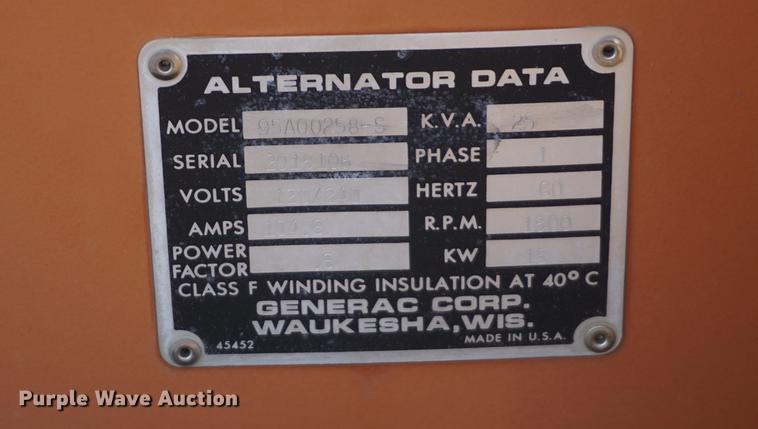 ALTERNATOR DATA
MODEL 95A00258-S K.V.A. 25
SERIAL PHASE 1
VOLTS HERTZ 60
AMPS R.P.M. 1800
POWER FACTOR KW
CLASS F WINDING INSULATION AT 40° C
GENERAC CORP.
WAUKESHA, WIS.
45452 MADE IN U.S.A.
Purple Wave Auction